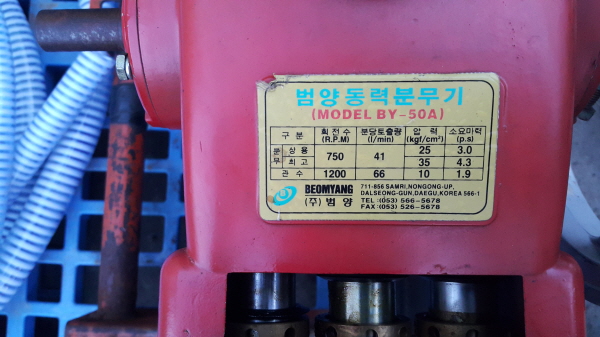 범양동력분무기
(MODEL BY-50A)
구 분 회전수 (R.P.M) 분당토출량 (l/min) 압 력 (kgf/cm²) 소요마력 (p.s)
분무 상용 750 41 25 3.0
최고 35 4.3
관 수 1200 66 10 1.9
BEOMYANG
(주) 범 양
711-856 SAMRI,NONGONG-UP,
DALSEONG-GUN,DAEGU,KOREA 566-1
TEL:(053) 566-5678
FAX:(053) 526-5678